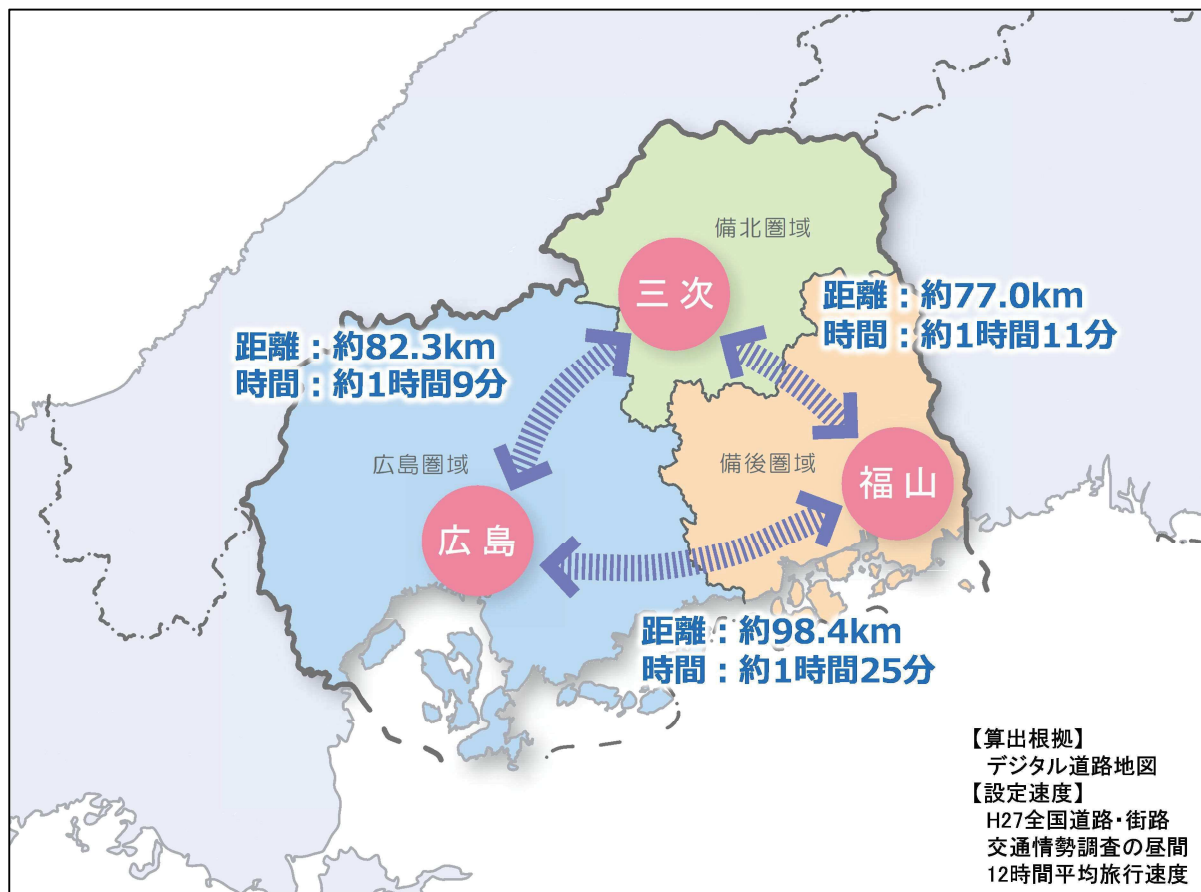 備北圏域
三次
距離：約77.0km
時間：約1時間11分
距離：約82.3km
時間：約1時間9分
広島圏域
備後圏域
福山
広島
距離：約98.4km
時間：約1時間25分
【算出根拠】
デジタル道路地図
【設定速度】
H27全国道路・街路
交通情勢調査の昼間
12時間平均旅行速度